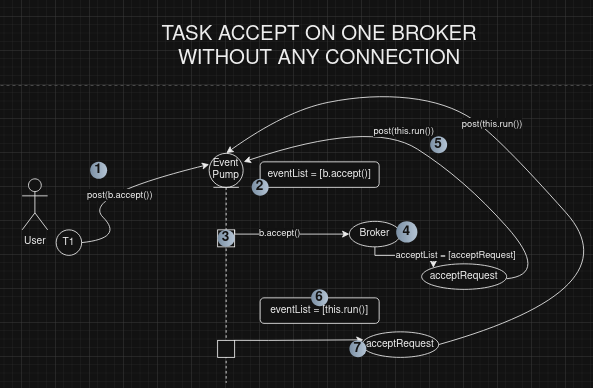 TASK ACCEPT ON ONE BROKER
WITHOUT ANY CONNECTION
post(this.run())
post(this.run())
5
1
Event
Pump
eventList = [b.accept()]
2
post(b.accept())
User
T1
3
b.accept()
Broker
4
acceptList = [acceptRequest]
acceptRequest
6
eventList = [this.run()]
7
acceptRequest